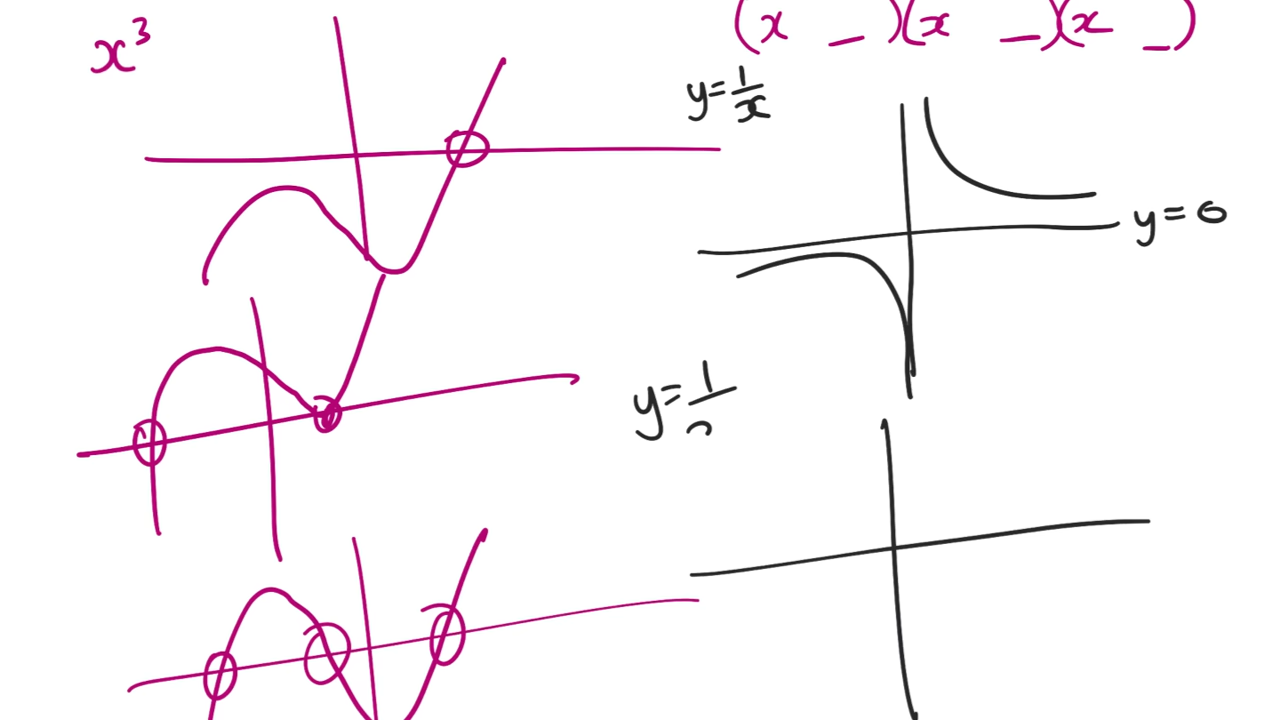 x³
(x _)(x _)(x _)
y=1/x
y=0
y=1/